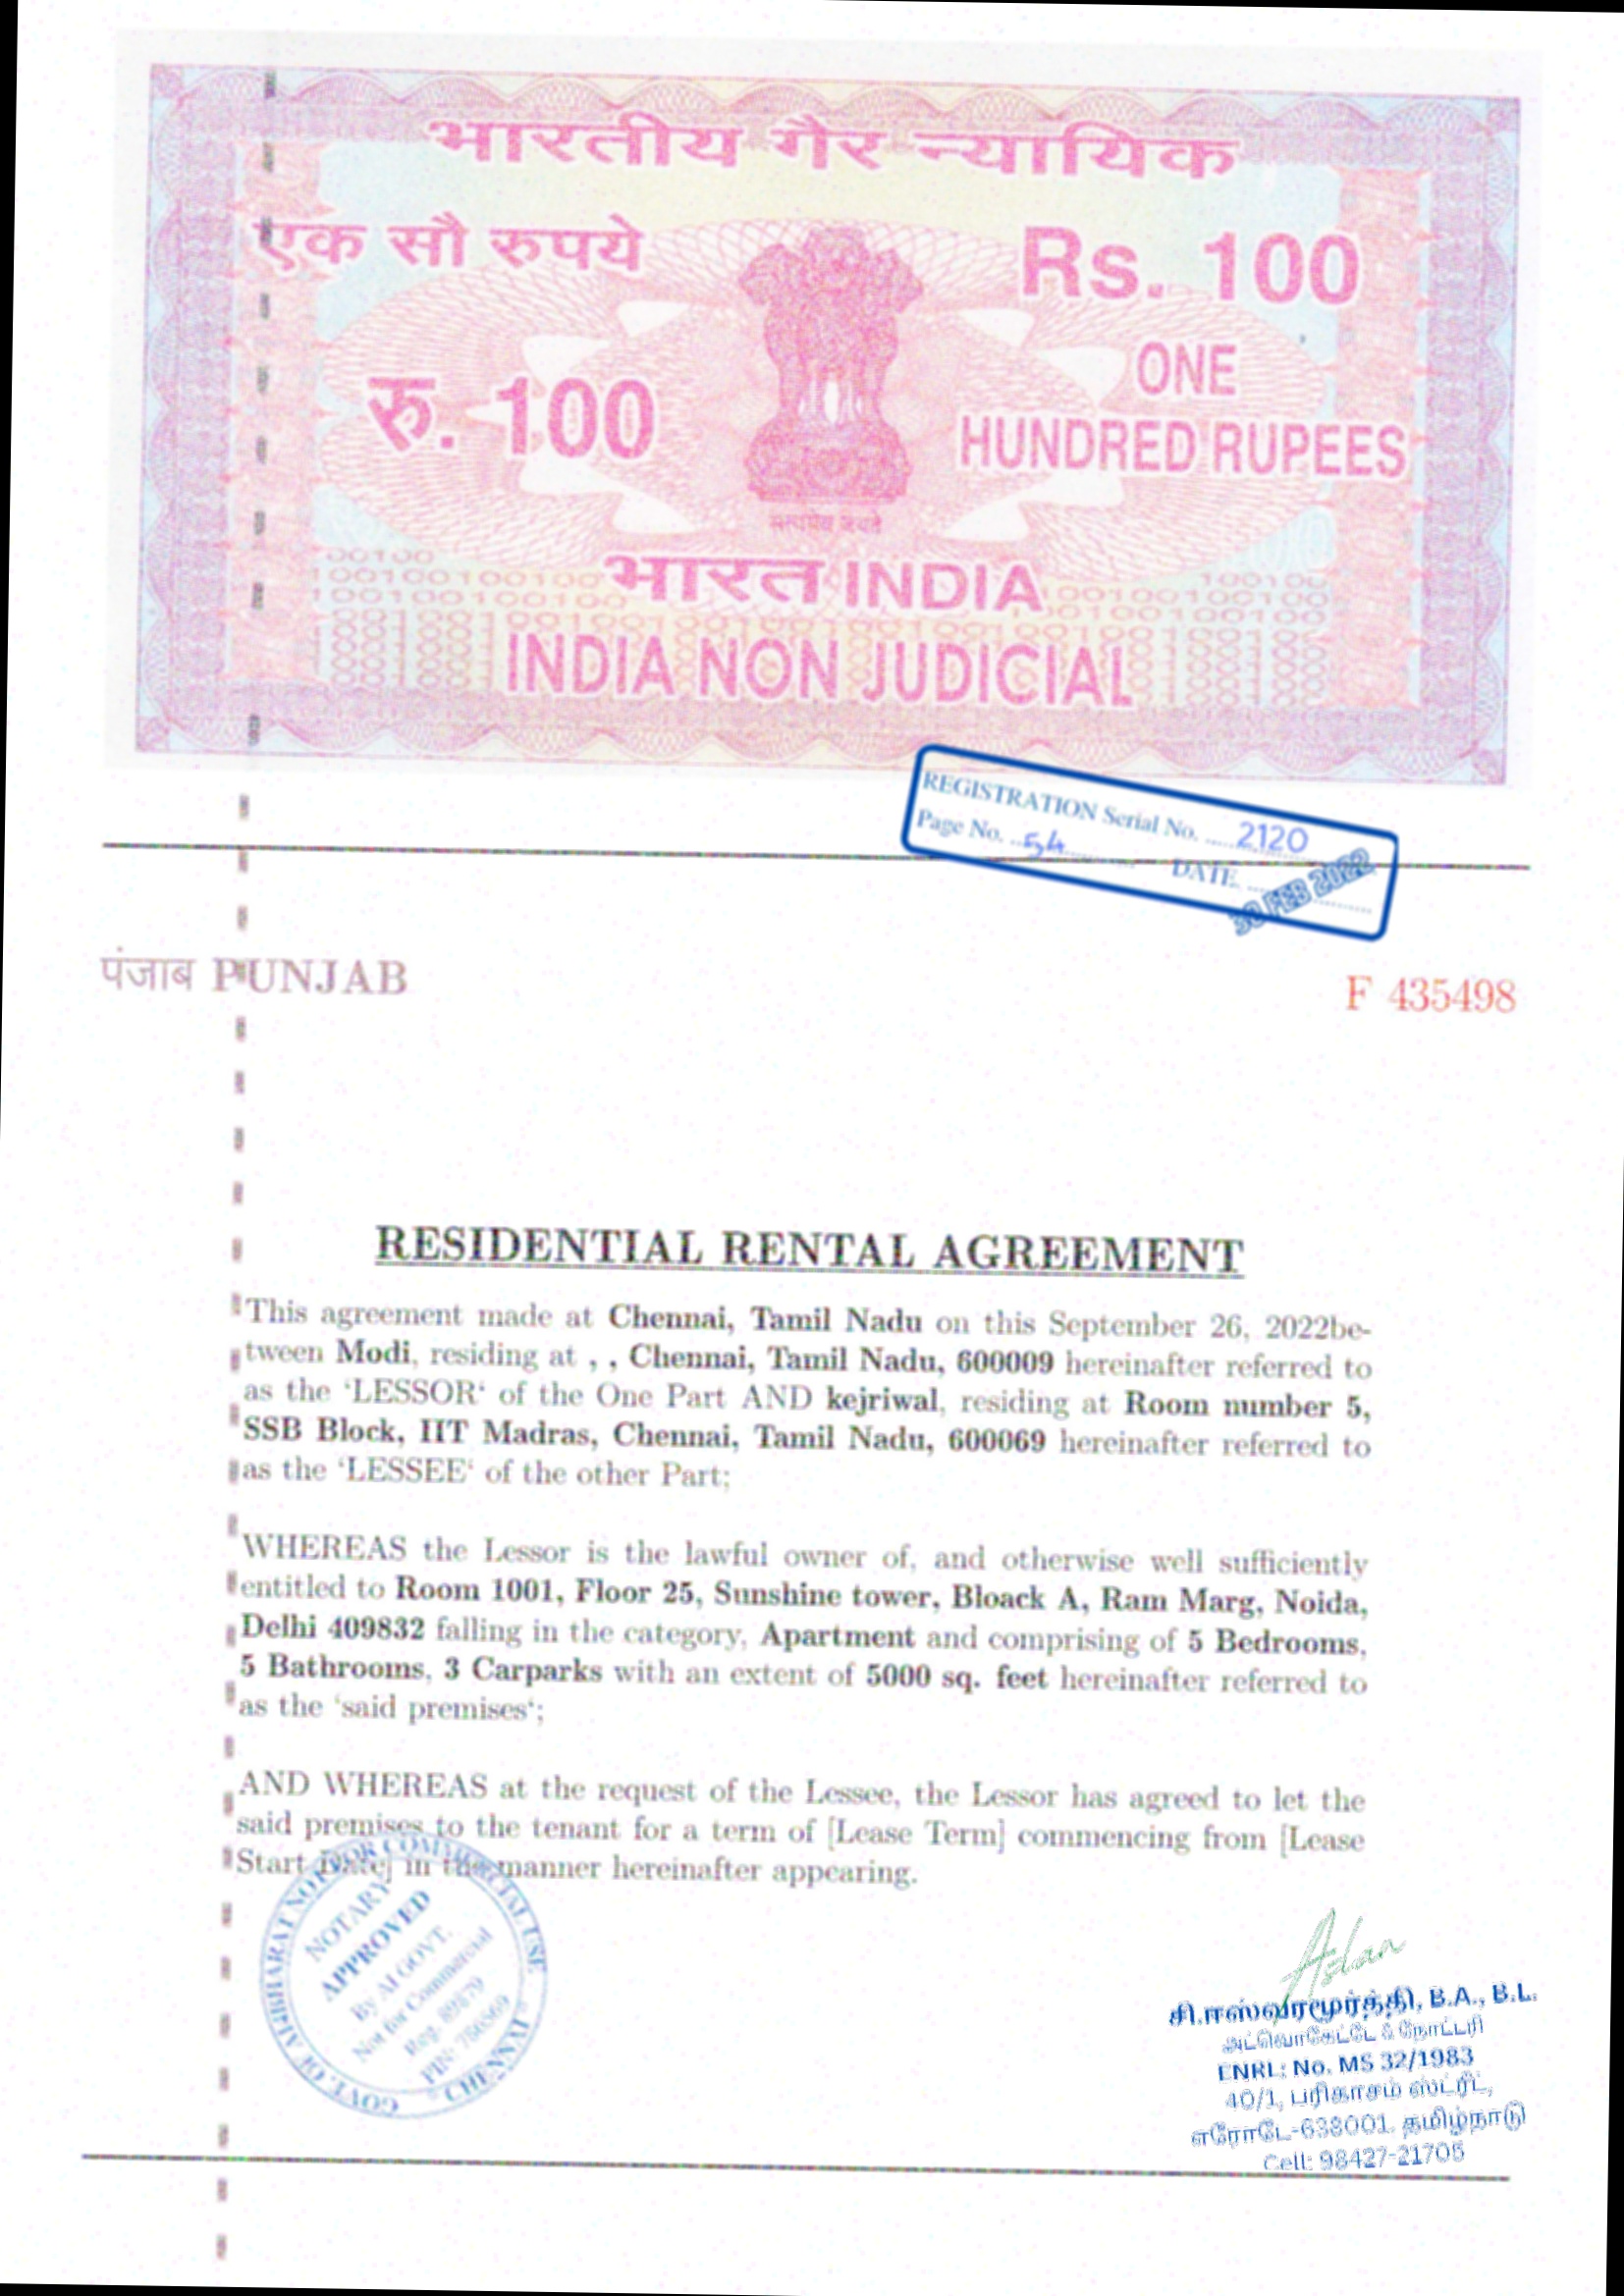 भारतीय गैर न्यायिक
एक सौ रुपये
Rs. 100
रु. 100
ONE
HUNDRED RUPEES
सत्यमेव जयते
भारत INDIA
INDIA NON JUDICIAL
REGISTRATION Serial No. ....2120
Page No. ..54.......... DATE ....30 FEB 2022
पंजाब PUNJAB
F 435498
RESIDENTIAL RENTAL AGREEMENT
This agreement made at Chennai, Tamil Nadu on this September 26, 2022be-
tween Modi, residing at , , Chennai, Tamil Nadu, 600009 hereinafter referred to
as the ‘LESSOR‘ of the One Part AND kejriwal, residing at Room number 5,
SSB Block, IIT Madras, Chennai, Tamil Nadu, 600069 hereinafter referred to
as the ‘LESSEE‘ of the other Part;
WHEREAS the Lessor is the lawful owner of, and otherwise well sufficiently
entitled to Room 1001, Floor 25, Sunshine tower, Bloack A, Ram Marg, Noida,
Delhi 409832 falling in the category, Apartment and comprising of 5 Bedrooms,
5 Bathrooms, 3 Carparks with an extent of 5000 sq. feet hereinafter referred to
as the ‘said premises‘;
AND WHEREAS at the request of the Lessee, the Lessor has agreed to let the
said premises to the tenant for a term of [Lease Term] commencing from [Lease
Start Date] in the manner hereinafter appearing.
GOVT. OF AI4BHARAT NOT FOR COMMERCIAL USE
NOTARY
APPROVED
By AI GOVT.
Not for Commercial
Reg. 89879
PIN: 786869
CHENNAI
Aslan
சி.ஈஸ்வரமூர்த்தி, B.A., B.L.
அட்வொகேட்டே & நோட்டரி
ENRL: No. MS 32/1983
40/1, பரிகாசம் ஸ்ட்ரீட்,
எரோடே-638001. தமிழ்நாடு
Cell: 98427-21705